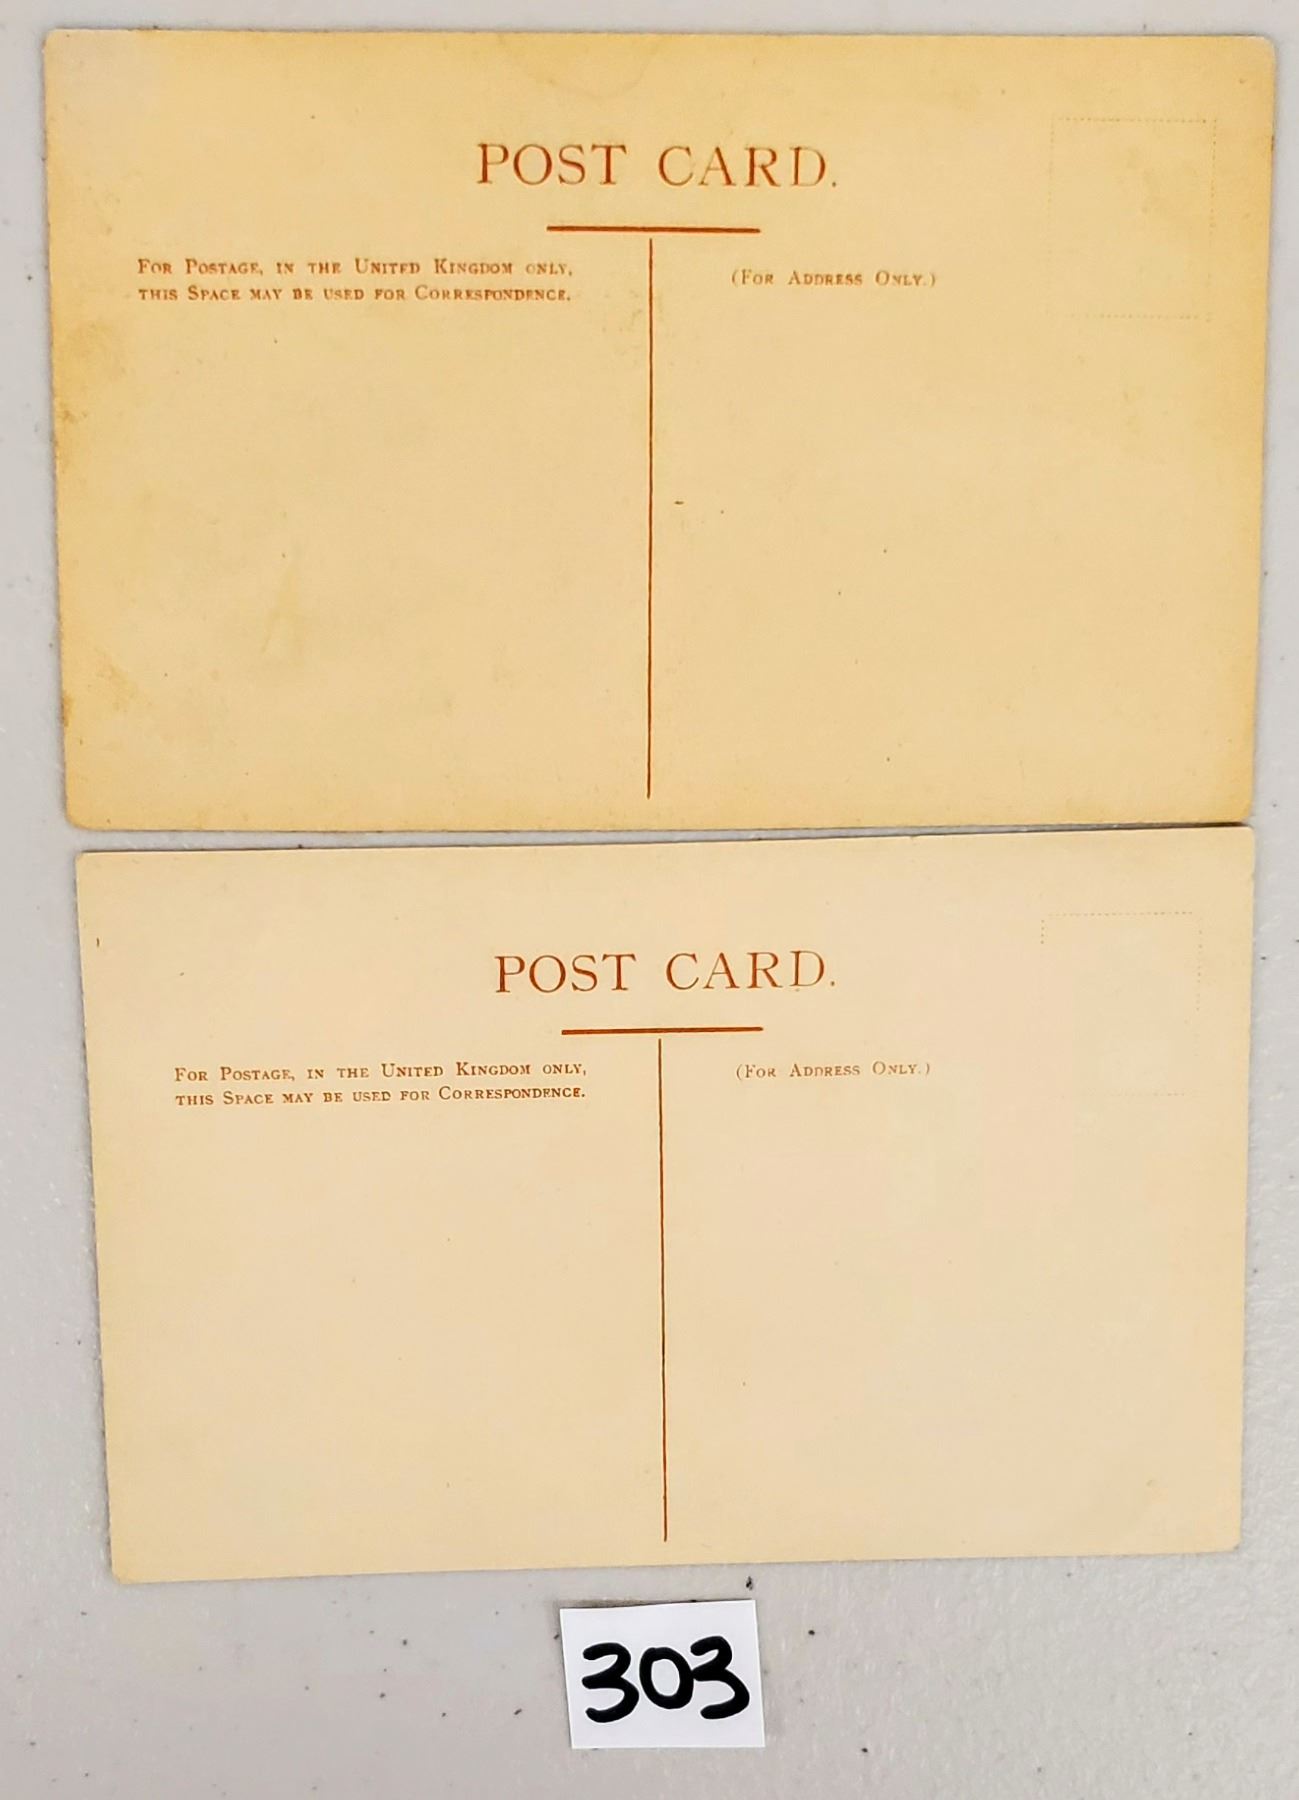 POST CARD.
FOR POSTAGE, IN THE UNITED KINGDOM ONLY,
THIS SPACE MAY BE USED FOR CORRESPONDENCE.
(FOR ADDRESS ONLY.)
POST CARD.
FOR POSTAGE, IN THE UNITED KINGDOM ONLY,
THIS SPACE MAY BE USED FOR CORRESPONDENCE.
(FOR ADDRESS ONLY.)
303